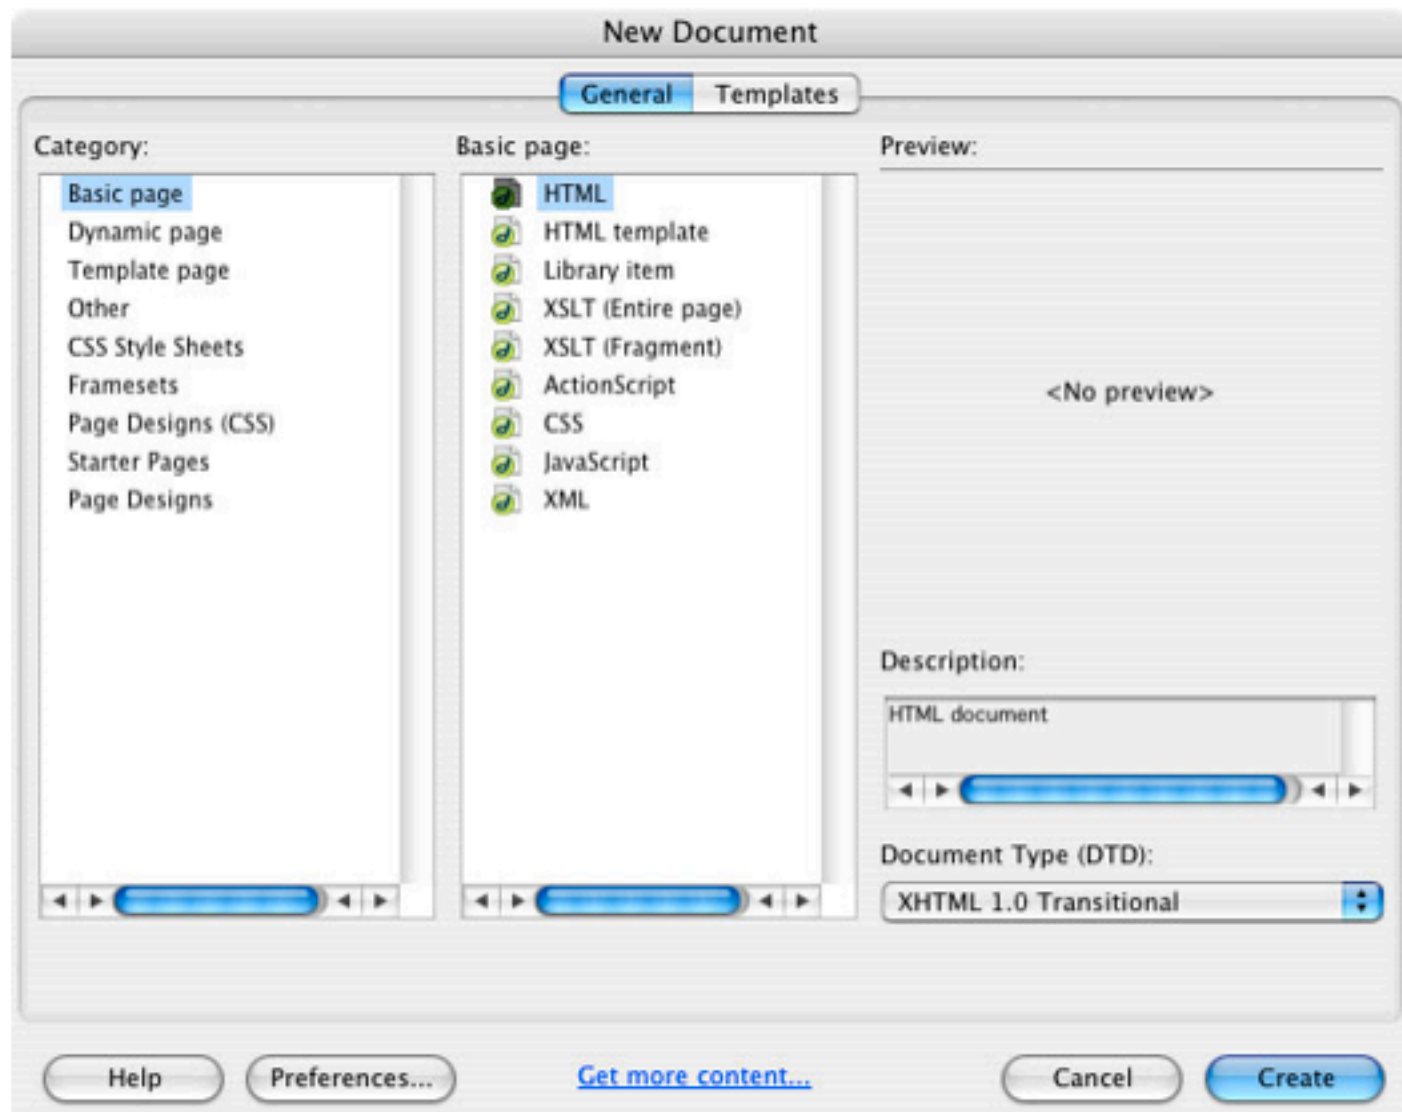 New Document
General Templates
Category:
Basic page
Dynamic page
Template page
Other
CSS Style Sheets
Framesets
Page Designs (CSS)
Starter Pages
Page Designs
Basic page:
HTML
HTML template
Library item
XSLT (Entire page)
XSLT (Fragment)
ActionScript
CSS
JavaScript
XML
Preview:
<No preview>
Description:
HTML document
Document Type (DTD):
XHTML 1.0 Transitional
Help Preferences... Get more content... Cancel Create